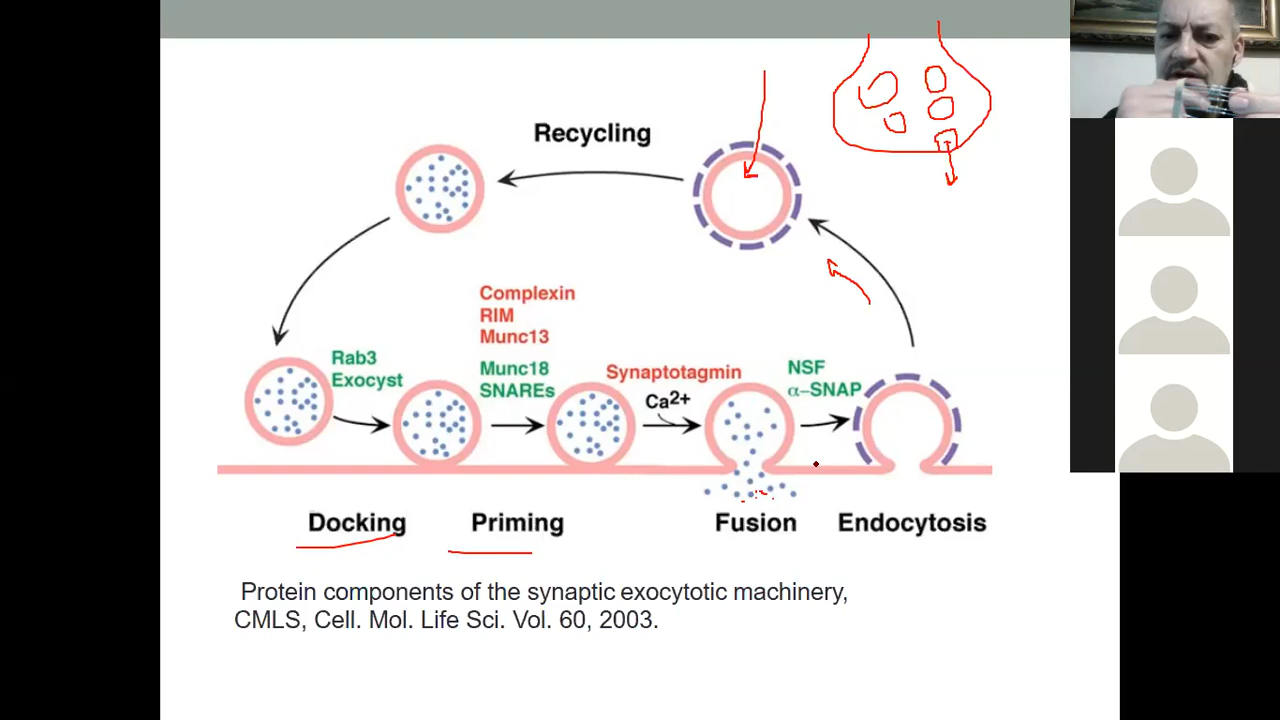 Recycling
Complexin
RIM
Munc13
Rab3
Exocyst
Munc18
SNAREs
Synaptotagmin
Ca2+
NSF
α–SNAP
Docking
Priming
Fusion
Endocytosis
Protein components of the synaptic exocytotic machinery,
CMLS, Cell. Mol. Life Sci. Vol. 60, 2003.